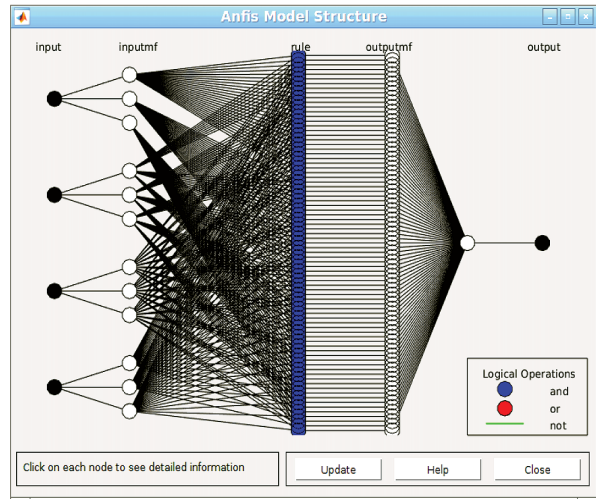 Anfis Model Structure
input inputmf rule outputmf output
Logical Operations
and
or
not
Click on each node to see detailed information
Update Help Close